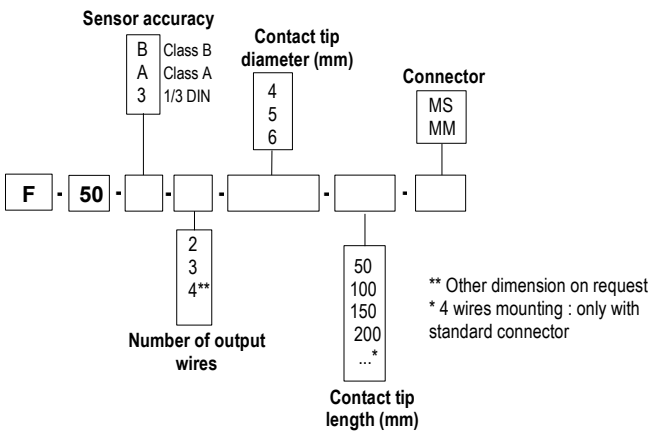 Sensor accuracy
B Class B
A Class A
3 1/3 DIN
Contact tip
diameter (mm)
4
5
6
Connector
MS
MM
F - 50 - - - - -
2
3
4**
Number of output
wires
50
100
150
200
...*
Contact tip
length (mm)
** Other dimension on request
* 4 wires mounting : only with
standard connector